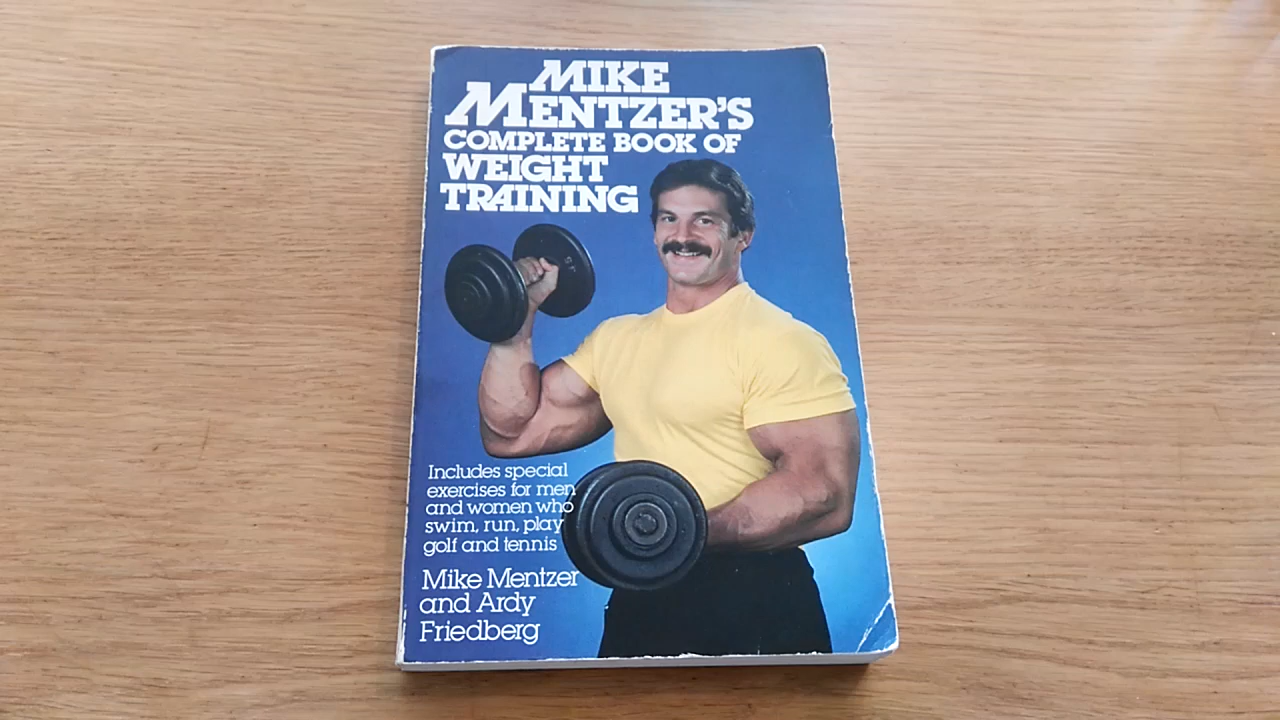 MIKE
MENTZER'S
COMPLETE BOOK OF
WEIGHT
TRAINING
Includes special
exercises for men
and women who
swim, run, play
golf and tennis
Mike Mentzer
and Ardy
Friedberg